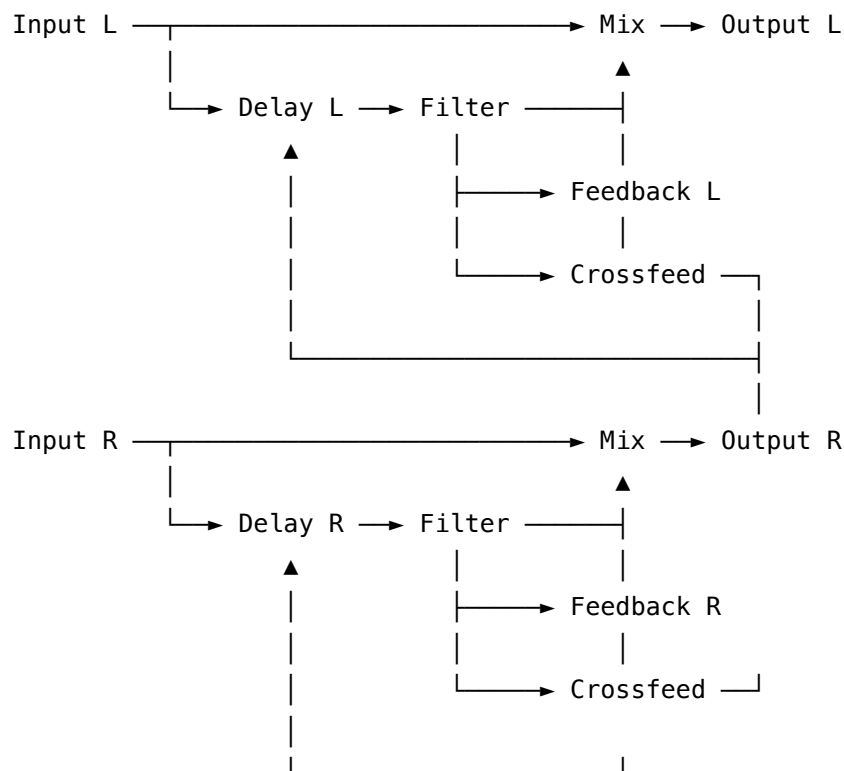 Input L Mix Output L
Delay L Filter
Feedback L
Crossfeed
Input R Mix Output R
Delay R Filter
Feedback R
Crossfeed